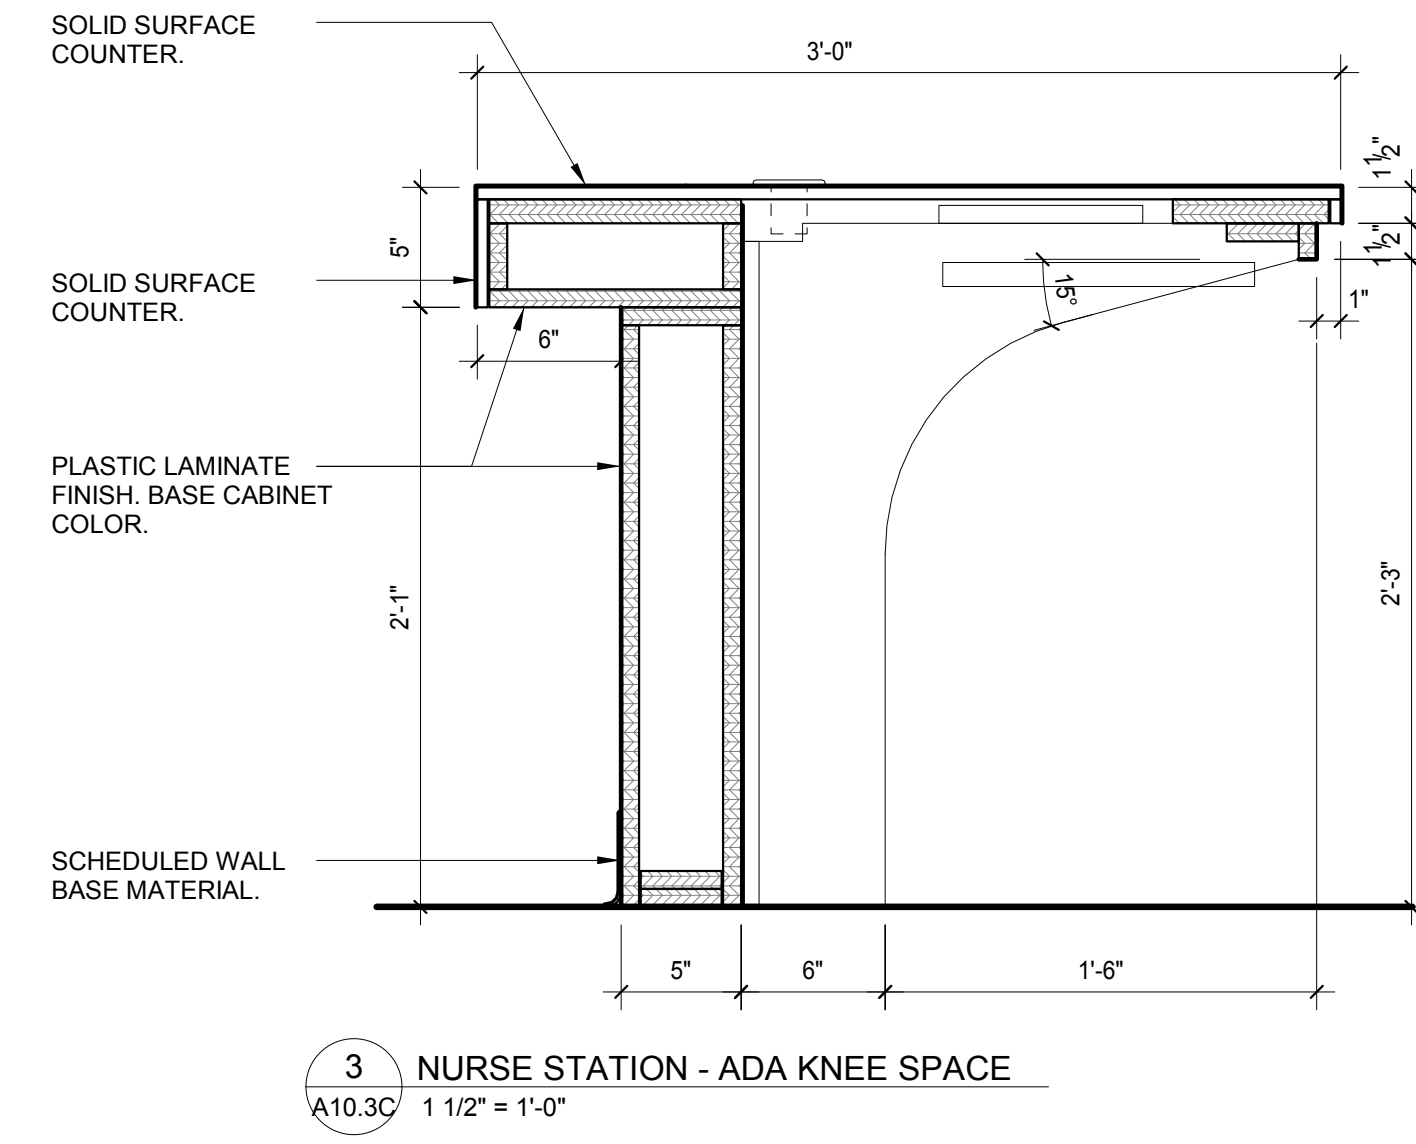 SOLID SURFACE
COUNTER.
3'-0"
1 1/2"
5"
1 1/2"
SOLID SURFACE
COUNTER.
15°
1"
6"
PLASTIC LAMINATE
FINISH. BASE CABINET
COLOR.
2'-1"
2'-3"
SCHEDULED WALL
BASE MATERIAL.
5"
6"
1'-6"
3
NURSE STATION - ADA KNEE SPACE
A10.3C
1 1/2" = 1'-0"